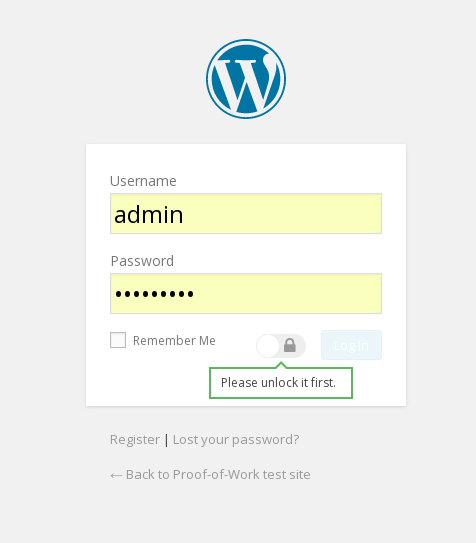 Username
admin
Password
•••••••••
Remember Me
Log In
Please unlock it first.
Register | Lost your password?
← Back to Proof-of-Work test site